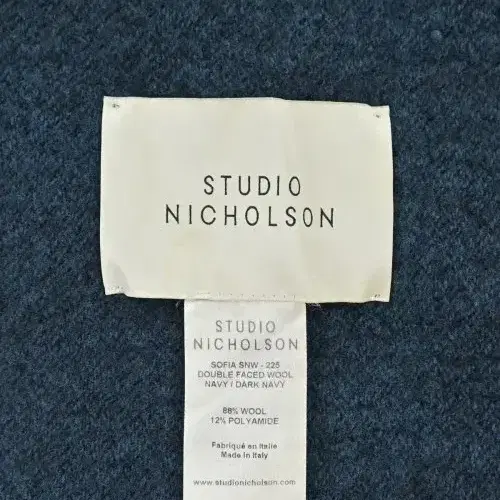 STUDIO
NICHOLSON
STUDIO
NICHOLSON
SOFIA SNW - 225
DOUBLE FACED WOOL
NAVY / DARK NAVY
88% WOOL
12% POLYAMIDE
Fabriqué en Italie
Made in Italy
www.studionicholson.com